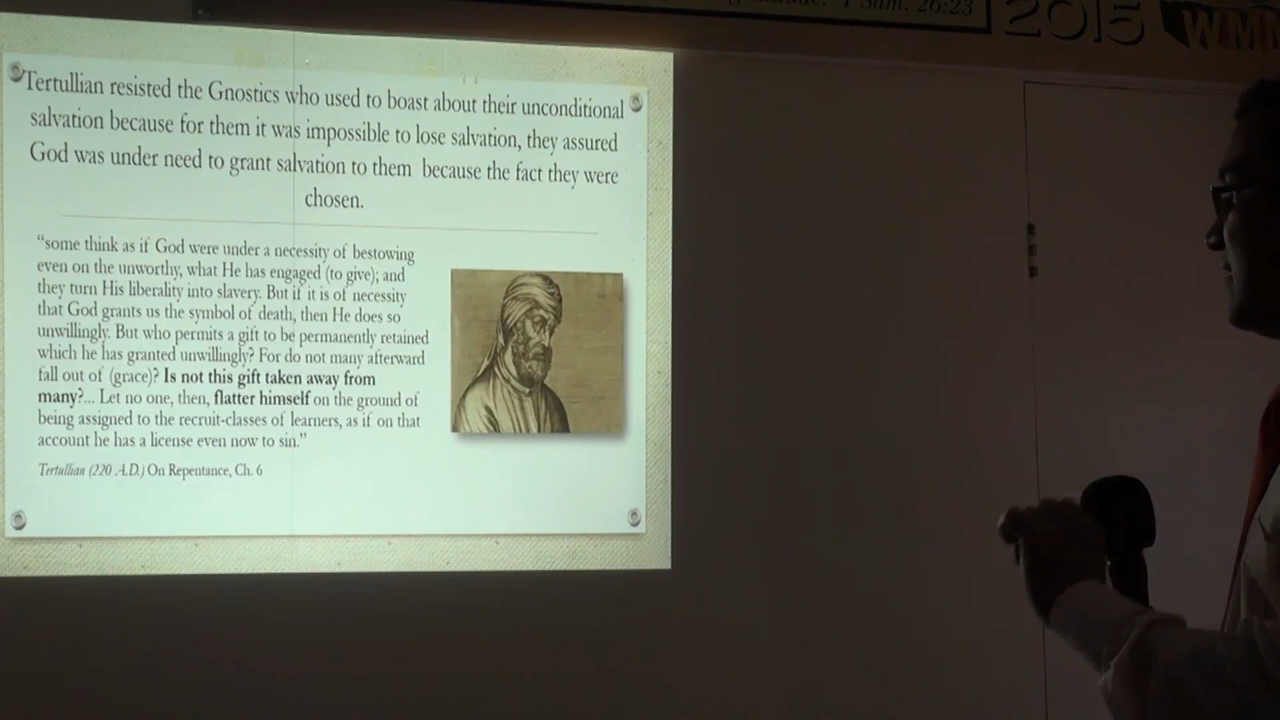 1 Sam. 26:23
2015
Tertullian resisted the Gnostics who used to boast about their unconditional
salvation because for them it was impossible to lose salvation, they assured
God was under need to grant salvation to them because the fact they were
chosen.
“some think as if God were under a necessity of bestowing
even on the unworthy, what He has engaged (to give); and
they turn His liberality into slavery. But if it is of necessity
that God grants us the symbol of death, then He does so
unwillingly. But who permits a gift to be permanently retained
which he has granted unwillingly? For do not many afterward
fall out of (grace)? Is not this gift taken away from
many?... Let no one, then, flatter himself on the ground of
being assigned to the recruit-classes of learners, as if on that
account he has a license even now to sin.”
Tertullian (220 A.D.) On Repentance, Ch. 6